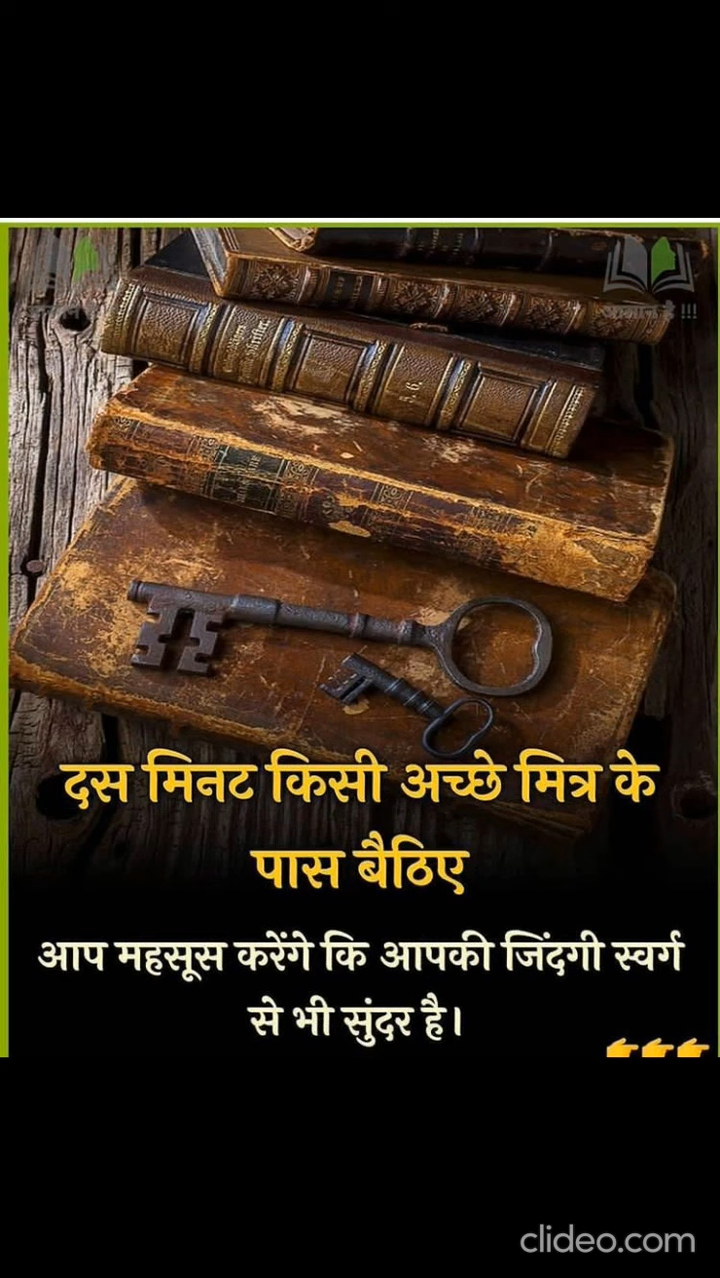 दस मिनट किसी अच्छे मित्र के
पास बैठिए
आप महसूस करेंगे कि आपकी जिंदगी स्वर्ग
से भी सुंदर है।
clideo.com